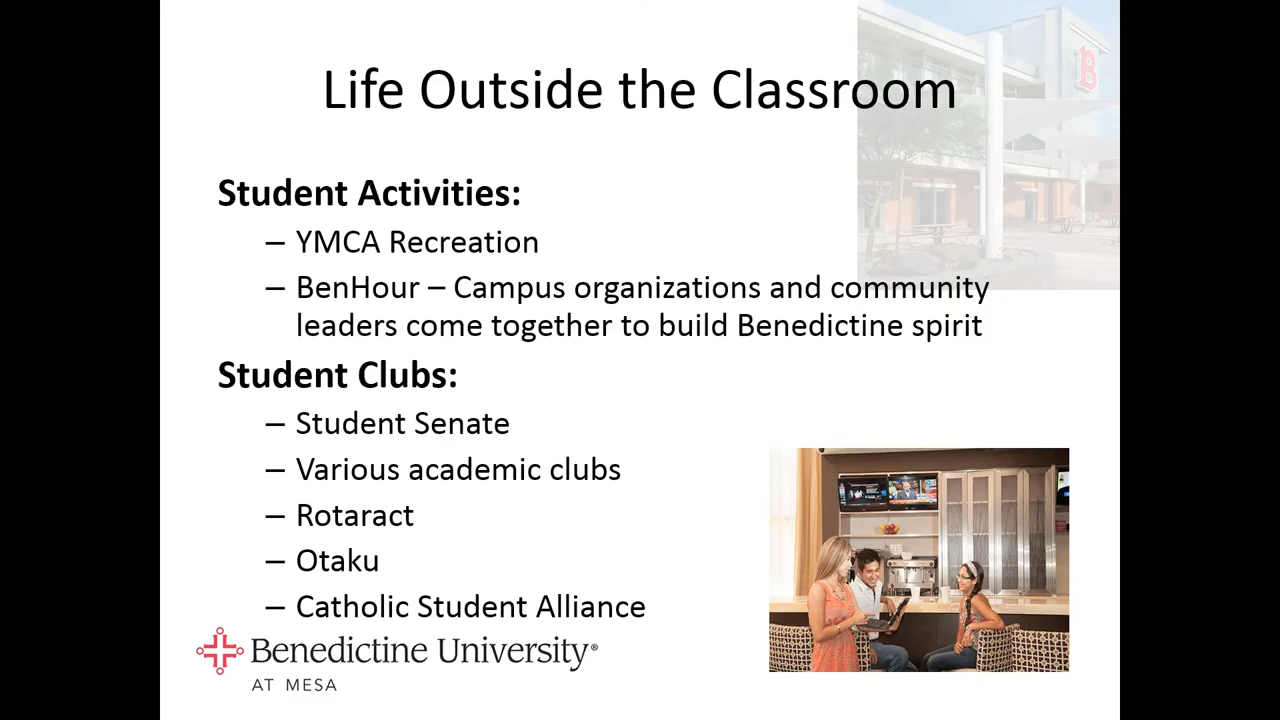 Life Outside the Classroom
B
Student Activities:
– YMCA Recreation
– BenHour – Campus organizations and community
leaders come together to build Benedictine spirit
Student Clubs:
– Student Senate
– Various academic clubs
– Rotaract
– Otaku
– Catholic Student Alliance
Benedictine University®
AT MESA